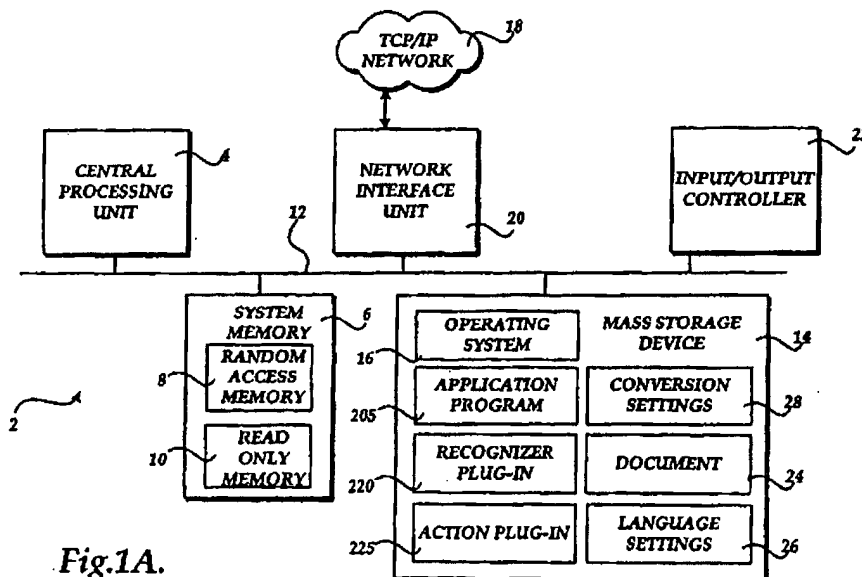 TCP/IP
NETWORK
18
CENTRAL
PROCESSING
UNIT
4
NETWORK
INTERFACE
UNIT
20
INPUT/OUTPUT
CONTROLLER
12
SYSTEM
MEMORY
6
8
RANDOM
ACCESS
MEMORY
10
READ
ONLY
MEMORY
2
OPERATING
SYSTEM
16
MASS STORAGE
DEVICE
14
APPLICATION
PROGRAM
205
CONVERSION
SETTINGS
28
RECOGNIZER
PLUG-IN
220
DOCUMENT
24
ACTION PLUG-IN
225
LANGUAGE
SETTINGS
26
Fig.1A.